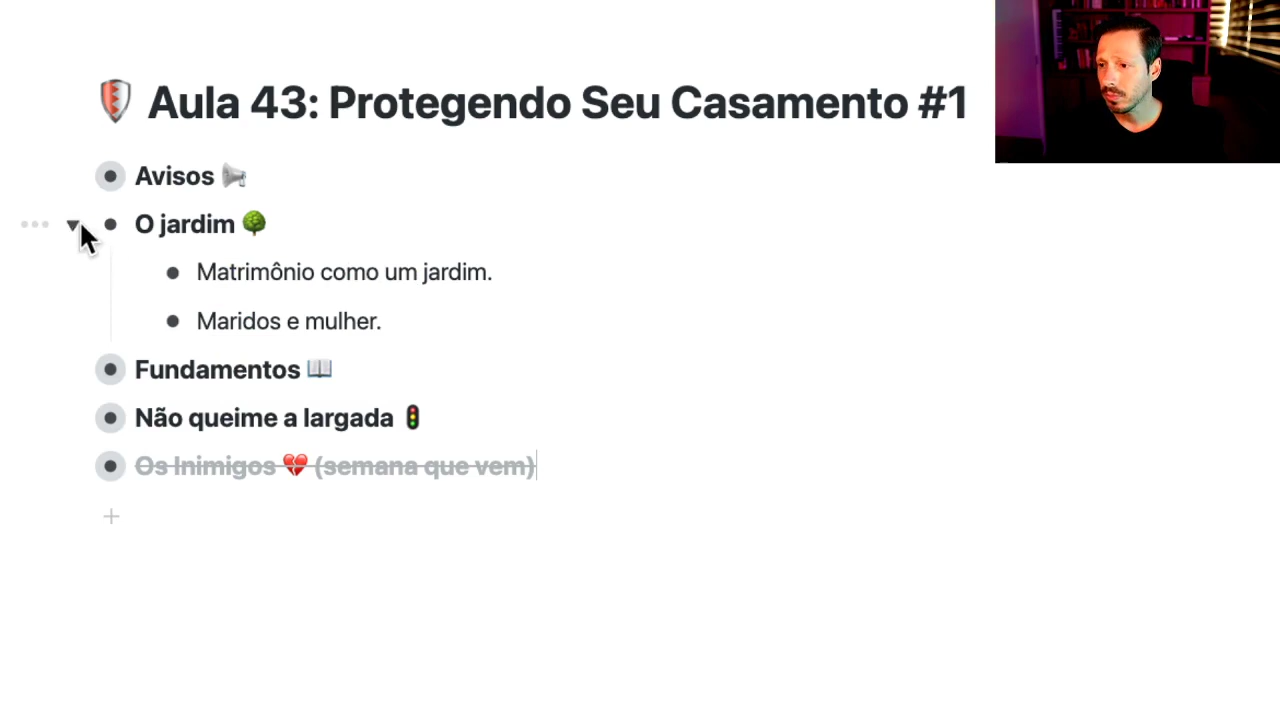 🛡️ Aula 43: Protegendo Seu Casamento #1
Avisos 📢
O jardim 🌳
Matrimônio como um jardim.
Maridos e mulher.
Fundamentos 📖
Não queime a largada 🚦
Os Inimigos 💔 (semana que vem)